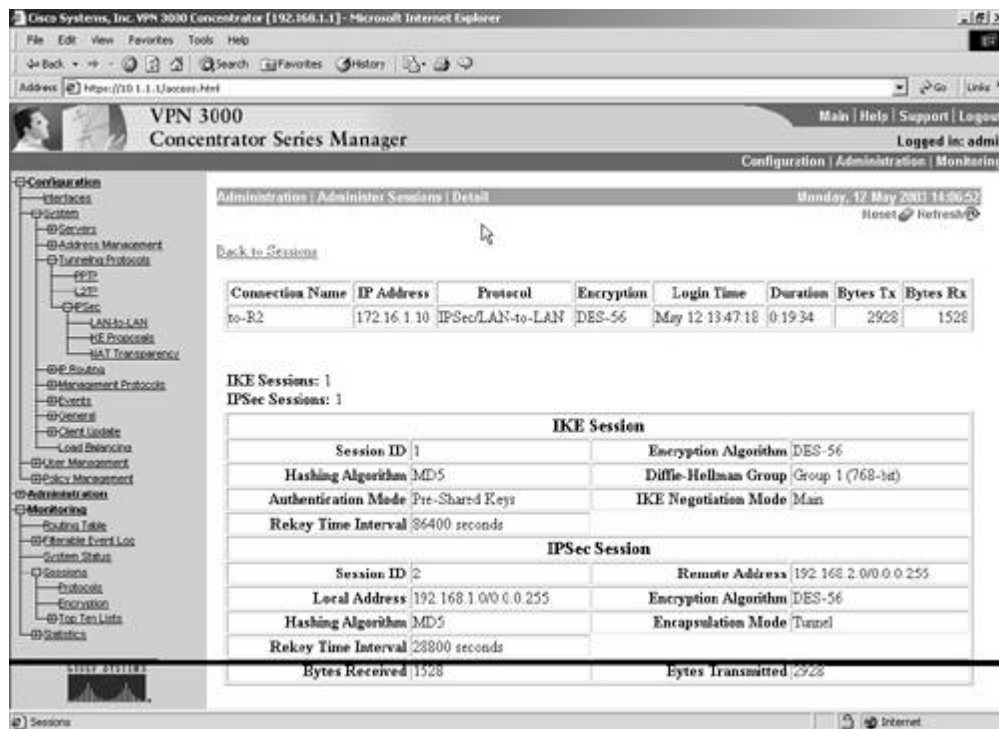 Cisco Systems, Inc. VPN 3000 Concentrator [192.168.1.1] - Microsoft Internet Explorer
File Edit View Favorites Tools Help
Back Search Favorites History
Address https://10.1.1.1/access.html Go Links
VPN 3000
Concentrator Series Manager
Main | Help | Support | Logout
Logged in: admi
Configuration | Administration | Monitoring
Configuration
Interfaces
System
Servers
Address Management
Tunneling Protocols
PPTP
L2TP
IPSec
LAN-to-LAN
IKE Proposals
NAT Transparency
IP Routing
Management Protocols
Events
General
Client Update
Load Balancing
User Management
Policy Management
Administration
Monitoring
Routing Table
Filterable Event Log
System Status
Sessions
Protocols
Encryption
Top Ten Lists
Statistics
CISCO SYSTEMS
Administration | Administer Sessions | Detail Monday, 12 May 2003 14:06:52
Reset Refresh
Back to Sessions
Connection Name IP Address Protocol Encryption Login Time Duration Bytes Tx Bytes Rx
to-R2 172.16.1.10 IPSec/LAN-to-LAN DES-56 May 12 13:47:18 0:19:34 2928 1528
IKE Sessions: 1
IPSec Sessions: 1
IKE Session
Session ID 1 Encryption Algorithm DES-56
Hashing Algorithm MD5 Diffie-Hellman Group Group 1 (768-bit)
Authentication Mode Pre-Shared Keys IKE Negotiation Mode Main
Rekey Time Interval 86400 seconds
IPSec Session
Session ID 2 Remote Address 192.168.2.0/0.0.0.255
Local Address 192.168.1.0/0.0.0.255 Encryption Algorithm DES-56
Hashing Algorithm MD5 Encapsulation Mode Tunnel
Rekey Time Interval 28800 seconds
Bytes Received 1528 Bytes Transmitted 2928
Sessions Internet